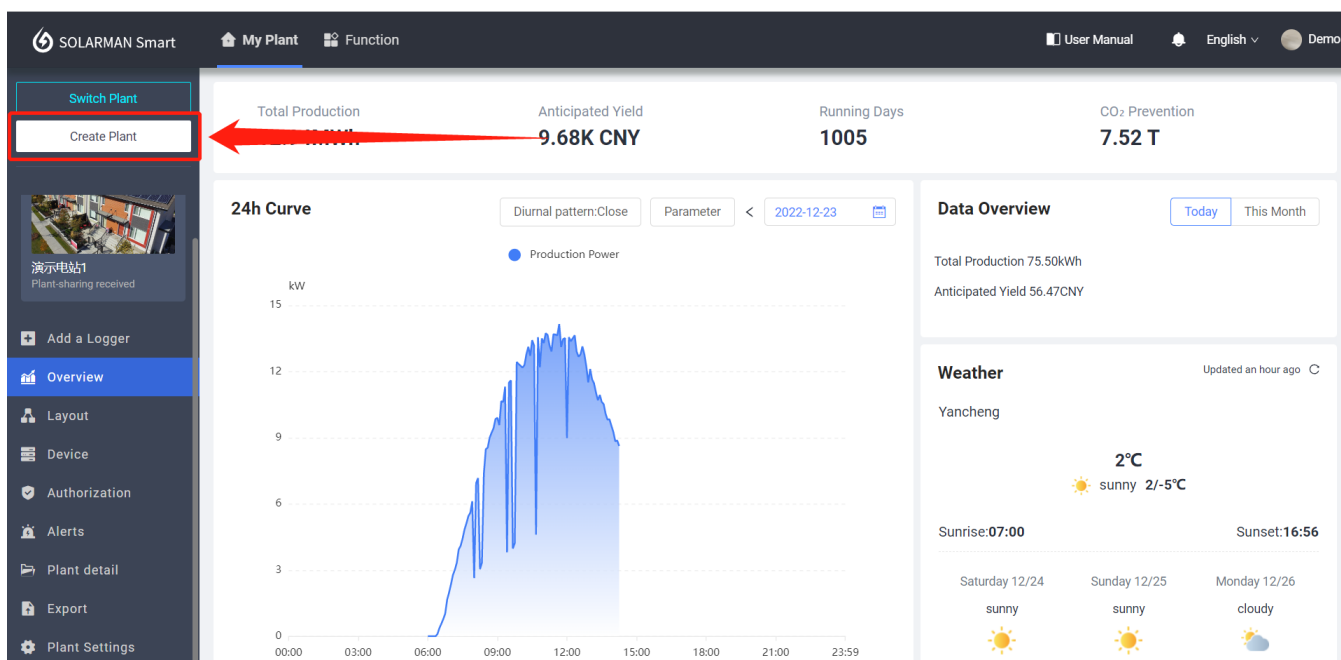 SOLARMAN Smart
My Plant
Function
User Manual
English
Demo
Switch Plant
Create Plant
演示电站1
Plant-sharing received
Add a Logger
Overview
Layout
Device
Authorization
Alerts
Plant detail
Export
Plant Settings
Total Production
Anticipated Yield
9.68K CNY
Running Days
1005
CO₂ Prevention
7.52 T
24h Curve
Diurnal pattern:Close
Parameter
<
2022-12-23
Production Power
kW
15
12
9
6
3
0
00:00 03:00 06:00 09:00 12:00 15:00 18:00 21:00 23:59
Data Overview
Today
This Month
Total Production 75.50kWh
Anticipated Yield 56.47CNY
Weather
Updated an hour ago
Yancheng
2℃
sunny 2/-5℃
Sunrise:07:00
Sunset:16:56
Saturday 12/24
Sunday 12/25
Monday 12/26
sunny
sunny
cloudy